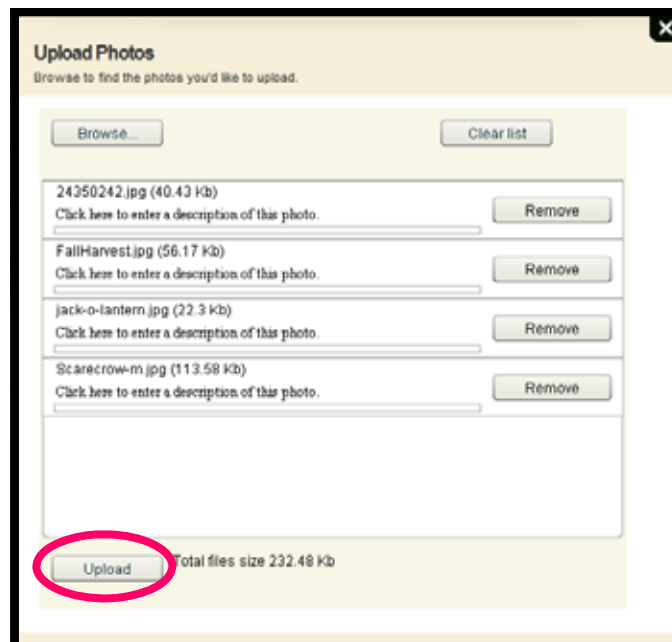 Upload Photos
Browse to find the photos you'd like to upload.
Browse... Clear list
24350242.jpg (40.43 Kb)
Click here to enter a description of this photo.
Remove
FallHarvest.jpg (56.17 Kb)
Click here to enter a description of this photo.
Remove
jack-o-lantern.jpg (22.3 Kb)
Click here to enter a description of this photo.
Remove
Scarecrow-m.jpg (113.58 Kb)
Click here to enter a description of this photo.
Remove
Upload Total files size 232.48 Kb